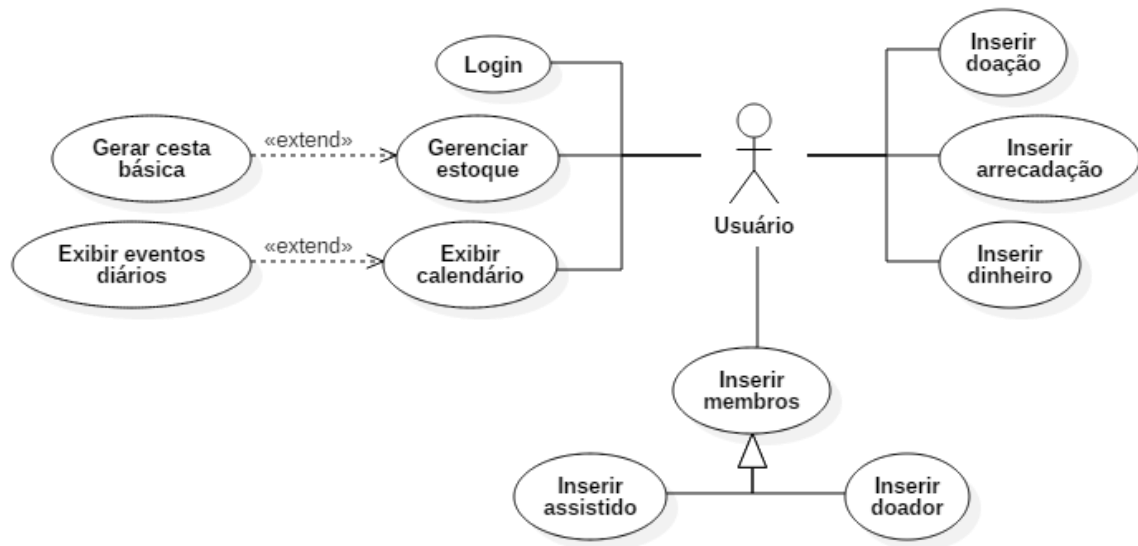 Login
Inserir
doação
Gerar cesta
básica
«extend»
Gerenciar
estoque
Inserir
arrecadação
Usuário
Exibir eventos
diários
«extend»
Exibir
calendário
Inserir
dinheiro
Inserir
membros
Inserir
assistido
Inserir
doador